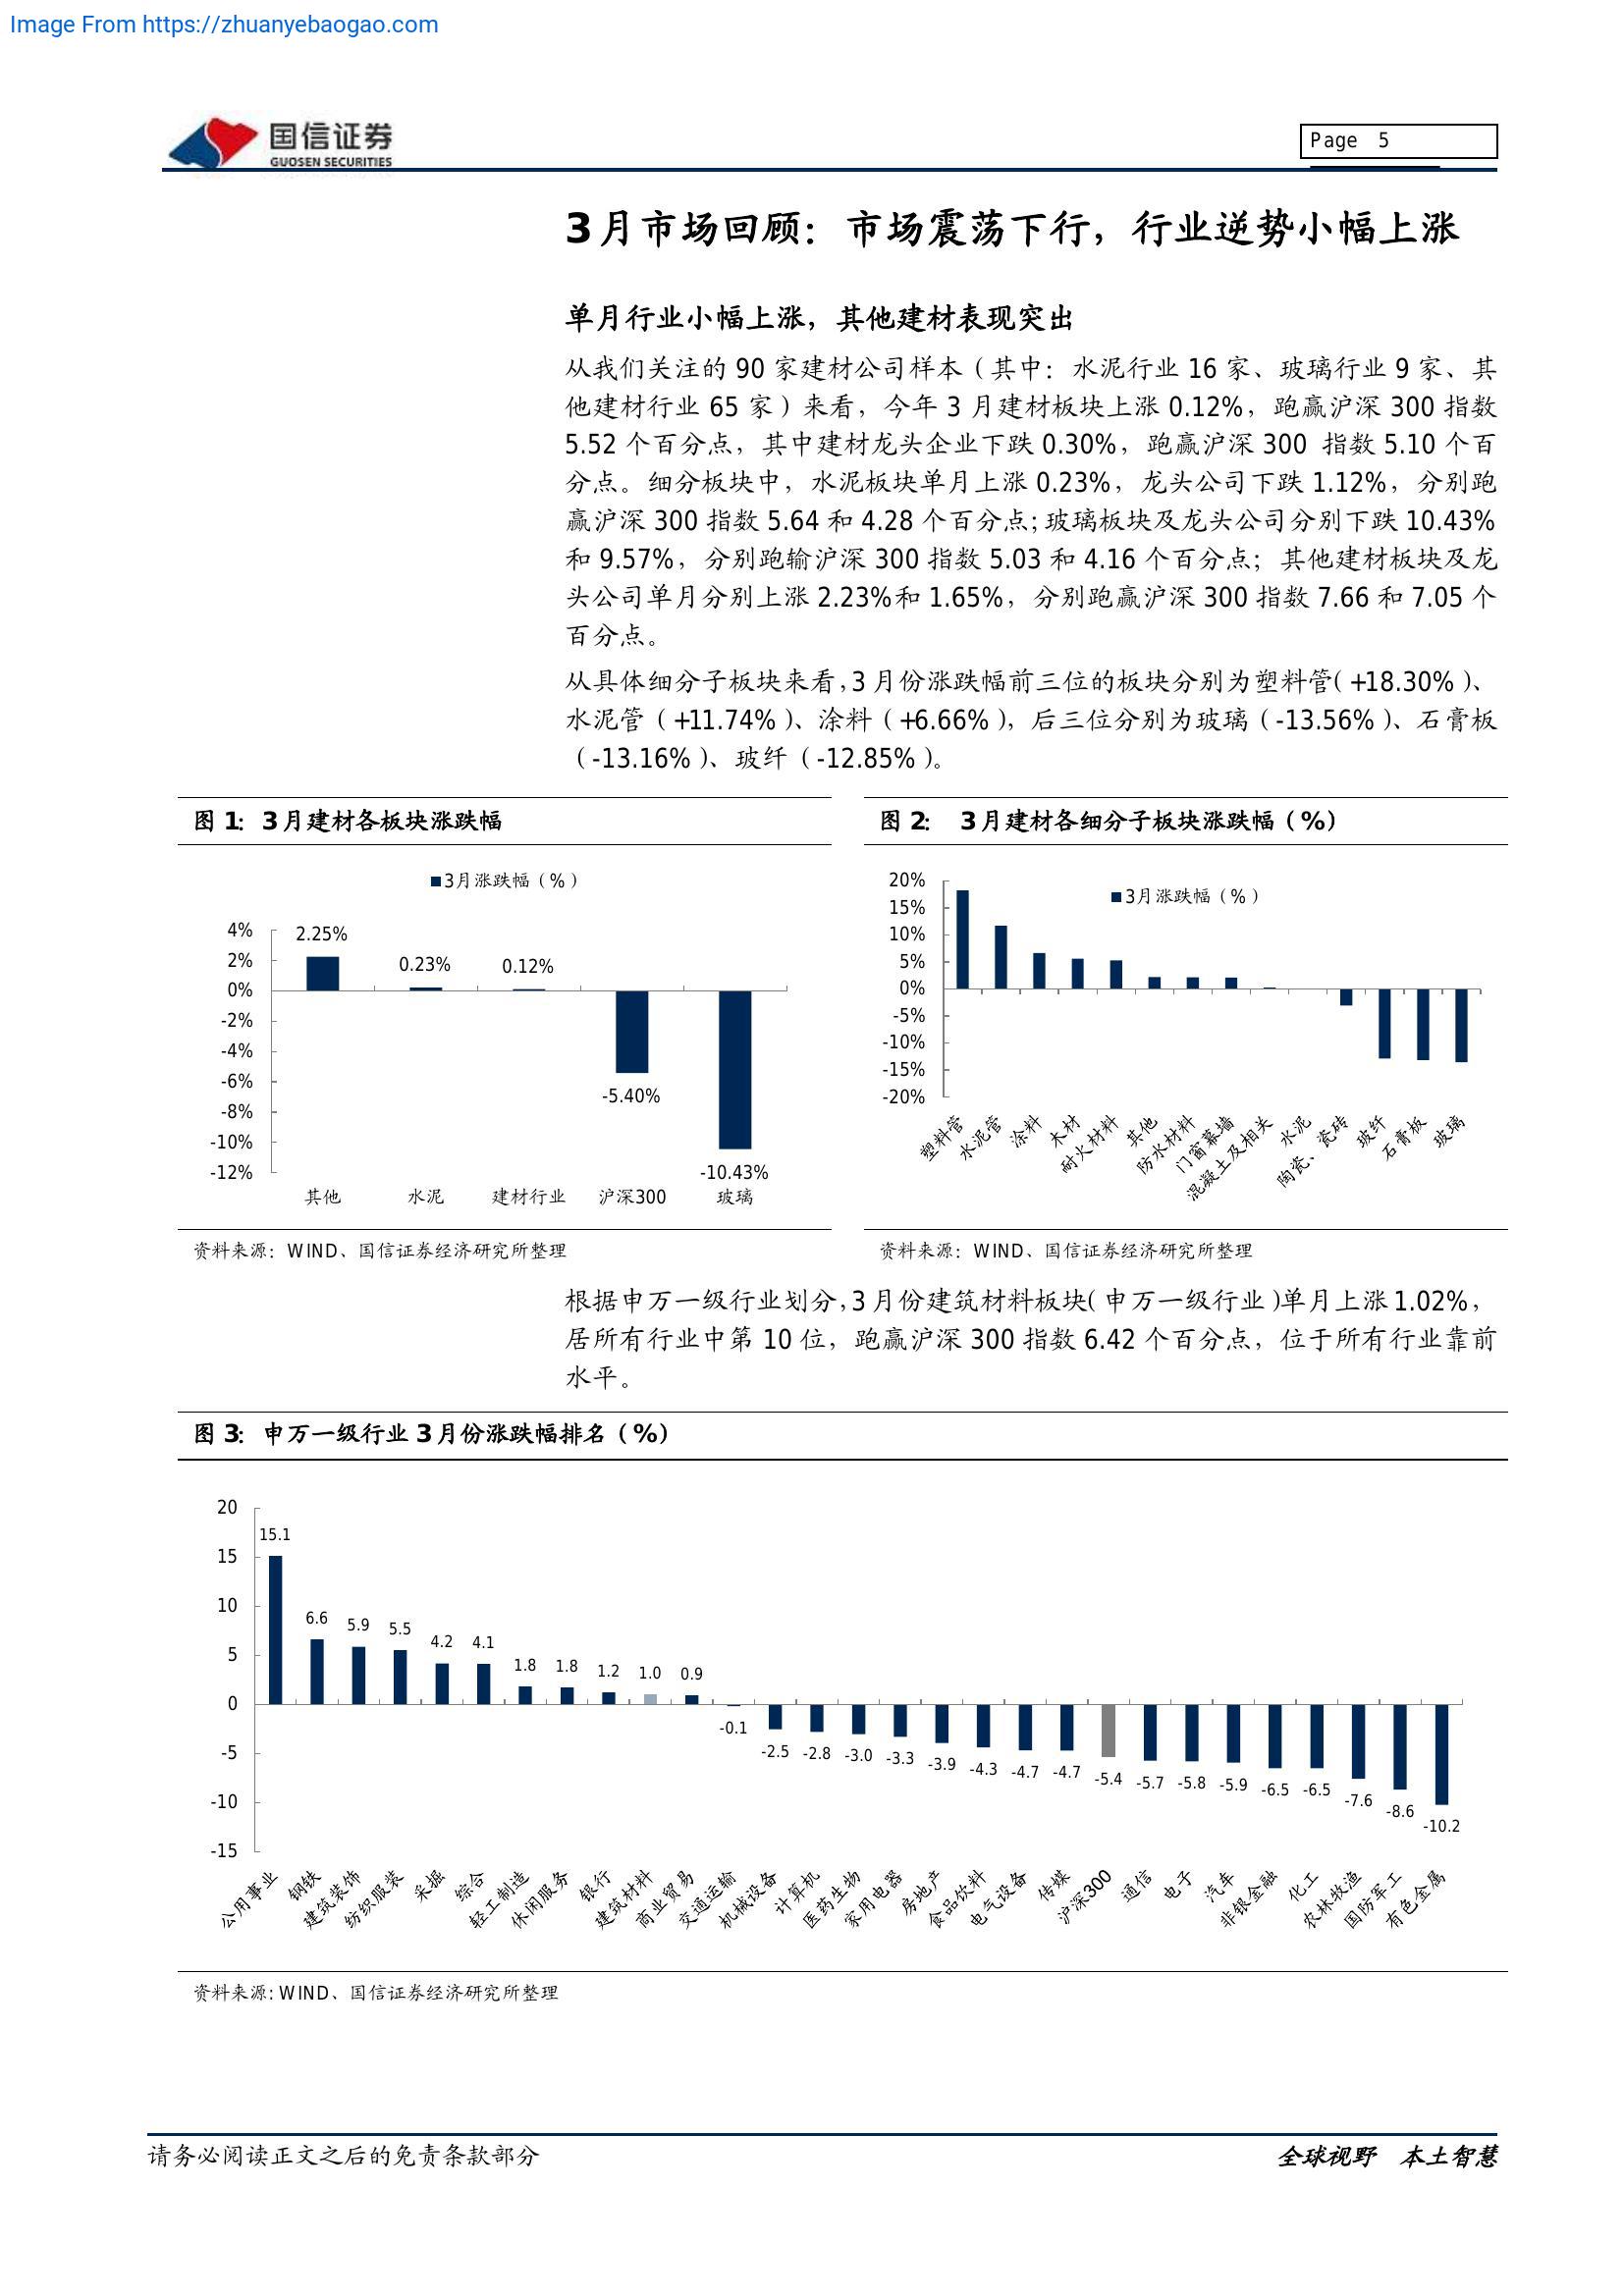 Image From https://zhuanyebaogao.com
国信证券
GUOSEN SECURITIES
Page 5
3月市场回顾：市场震荡下行，行业逆势小幅上涨
单月行业小幅上涨，其他建材表现突出
从我们关注的 90 家建材公司样本（其中：水泥行业 16 家、玻璃行业 9 家、其
他建材行业 65 家）来看，今年 3 月建材板块上涨 0.12%，跑赢沪深 300 指数
5.52 个百分点，其中建材龙头企业下跌 0.30%，跑赢沪深 300 指数 5.10 个百
分点。细分板块中，水泥板块单月上涨 0.23%，龙头公司下跌 1.12%，分别跑
赢沪深 300 指数 5.64 和 4.28 个百分点；玻璃板块及龙头公司分别下跌 10.43%
和 9.57%，分别跑输沪深 300 指数 5.03 和 4.16 个百分点；其他建材板块及龙
头公司单月分别上涨 2.23%和 1.65%，分别跑赢沪深 300 指数 7.66 和 7.05 个
百分点。
从具体细分子板块来看，3 月份涨跌幅前三位的板块分别为塑料管（+18.30%）、
水泥管（+11.74%）、涂料（+6.66%），后三位分别为玻璃（-13.56%）、石膏板
（-13.16%）、玻纤（-12.85%）。
图 1：3月建材各板块涨跌幅
3月涨跌幅（%）
4%
2%
0%
-2%
-4%
-6%
-8%
-10%
-12%
2.25%
0.23%
0.12%
-5.40%
-10.43%
其他 水泥 建材行业 沪深300 玻璃
资料来源：WIND、国信证券经济研究所整理
图 2： 3月建材各细分子板块涨跌幅（%）
3月涨跌幅（%）
20%
15%
10%
5%
0%
-5%
-10%
-15%
-20%
塑料管
水泥管
涂料
木材
耐火材料
其他
防水材料
门窗幕墙
混凝土及相关
水泥
陶瓷、瓷砖
玻纤
石膏板
玻璃
资料来源：WIND、国信证券经济研究所整理
根据申万一级行业划分，3 月份建筑材料板块（申万一级行业）单月上涨 1.02%，
居所有行业中第 10 位，跑赢沪深 300 指数 6.42 个百分点，位于所有行业靠前
水平。
图 3：申万一级行业 3月份涨跌幅排名（%）
20
15
10
5
0
-5
-10
-15
15.1
6.6
5.9
5.5
4.2
4.1
1.8
1.8
1.2
1.0
0.9
-0.1
-2.5
-2.8
-3.0
-3.3
-3.9
-4.3
-4.7
-4.7
-5.4
-5.7
-5.8
-5.9
-6.5
-6.5
-7.6
-8.6
-10.2
公用事业
钢铁
建筑装饰
纺织服装
采掘
综合
轻工制造
休闲服务
银行
建筑材料
商业贸易
交通运输
机械设备
计算机
医药生物
家用电器
房地产
食品饮料
电气设备
传媒
沪深300
通信
电子
汽车
非银金融
化工
农林牧渔
国防军工
有色金属
资料来源：WIND、国信证券经济研究所整理
请务必阅读正文之后的免责条款部分
全球视野 本土智慧